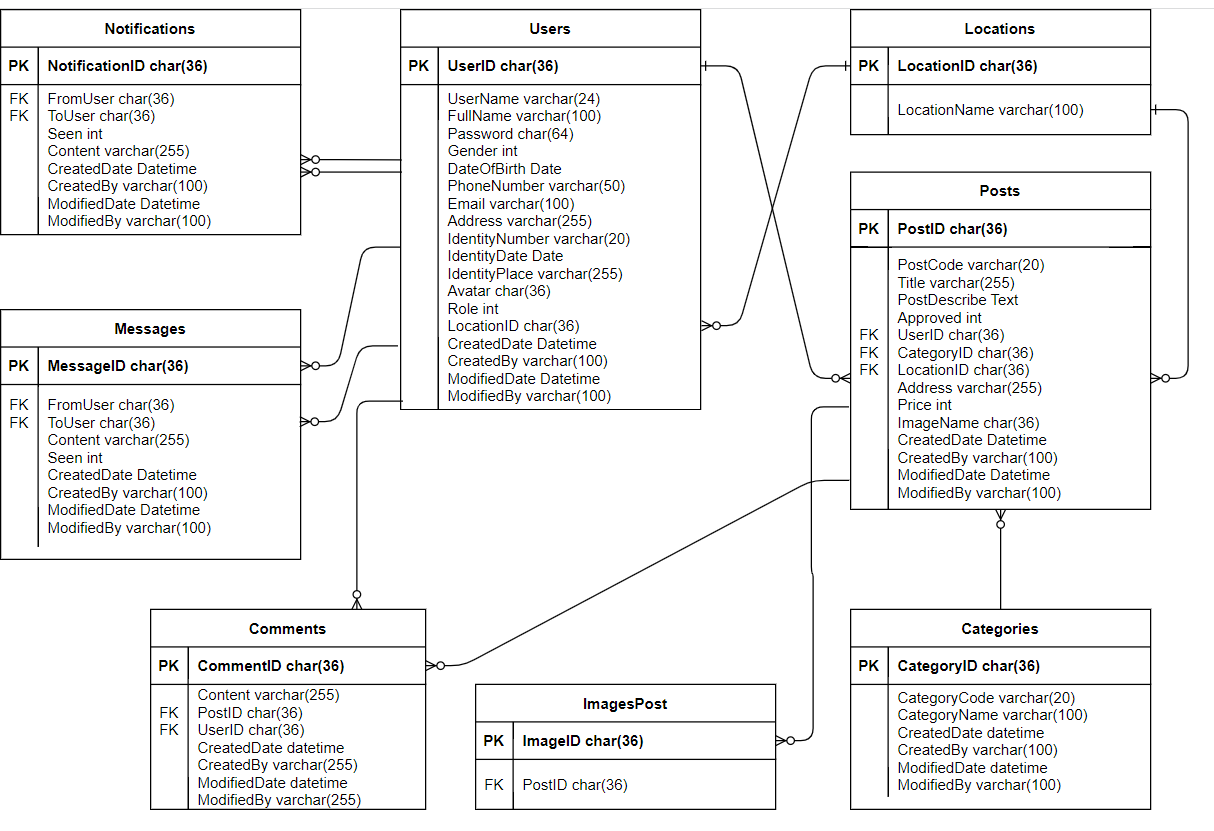 Notifications
PK NotificationID char(36)
FK FromUser char(36)
FK ToUser char(36)
Seen int
Content varchar(255)
CreatedDate Datetime
CreatedBy varchar(100)
ModifiedDate Datetime
ModifiedBy varchar(100)
Users
PK UserID char(36)
UserName varchar(24)
FullName varchar(100)
Password char(64)
Gender int
DateOfBirth Date
PhoneNumber varchar(50)
Email varchar(100)
Address varchar(255)
IdentityNumber varchar(20)
IdentityDate Date
IdentityPlace varchar(255)
Avatar char(36)
Role int
LocationID char(36)
CreatedDate Datetime
CreatedBy varchar(100)
ModifiedDate Datetime
ModifiedBy varchar(100)
Locations
PK LocationID char(36)
LocationName varchar(100)
Posts
PK PostID char(36)
PostCode varchar(20)
Title varchar(255)
PostDescribe Text
Approved int
FK UserID char(36)
FK CategoryID char(36)
FK LocationID char(36)
Address varchar(255)
Price int
ImageName char(36)
CreatedDate Datetime
CreatedBy varchar(100)
ModifiedDate Datetime
ModifiedBy varchar(100)
Messages
PK MessageID char(36)
FK FromUser char(36)
FK ToUser char(36)
Content varchar(255)
Seen int
CreatedDate Datetime
CreatedBy varchar(100)
ModifiedDate Datetime
ModifiedBy varchar(100)
Comments
PK CommentID char(36)
Content varchar(255)
FK PostID char(36)
FK UserID char(36)
CreatedDate datetime
CreatedBy varchar(255)
ModifiedDate datetime
ModifiedBy varchar(255)
ImagesPost
PK ImageID char(36)
FK PostID char(36)
Categories
PK CategoryID char(36)
CategoryCode varchar(20)
CategoryName varchar(100)
CreatedDate datetime
CreatedBy varchar(100)
ModifiedDate datetime
ModifiedBy varchar(100)